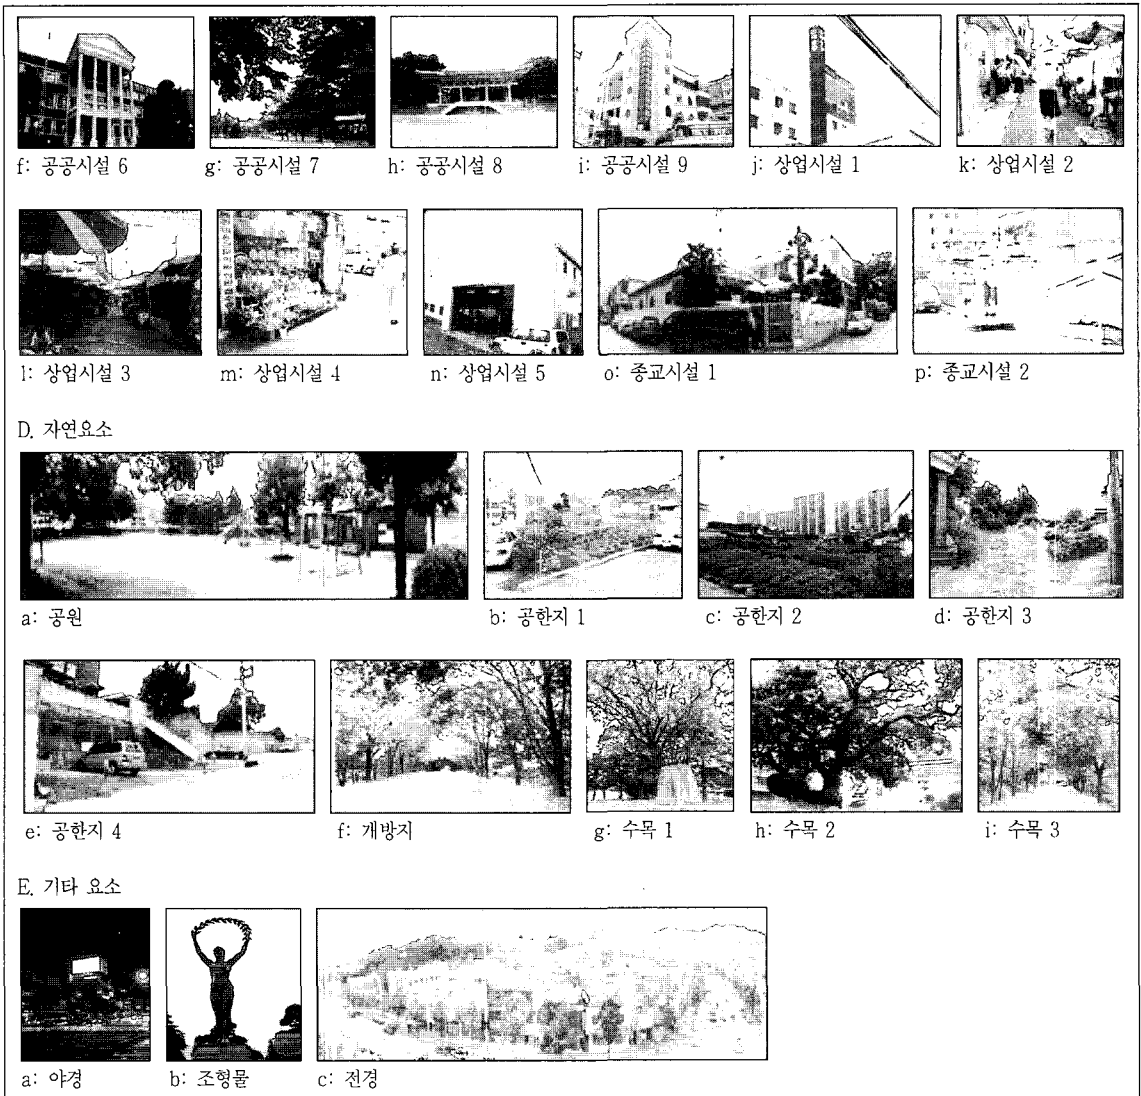 f: 공공시설 6 g: 공공시설 7 h: 공공시설 8 i: 공공시설 9 j: 상업시설 1 k: 상업시설 2
l: 상업시설 3 m: 상업시설 4 n: 상업시설 5 o: 종교시설 1 p: 종교시설 2
D. 자연요소
a: 공원 b: 공한지 1 c: 공한지 2 d: 공한지 3
e: 공한지 4 f: 개방지 g: 수목 1 h: 수목 2 i: 수목 3
E. 기타 요소
a: 야경 b: 조형물 c: 전경